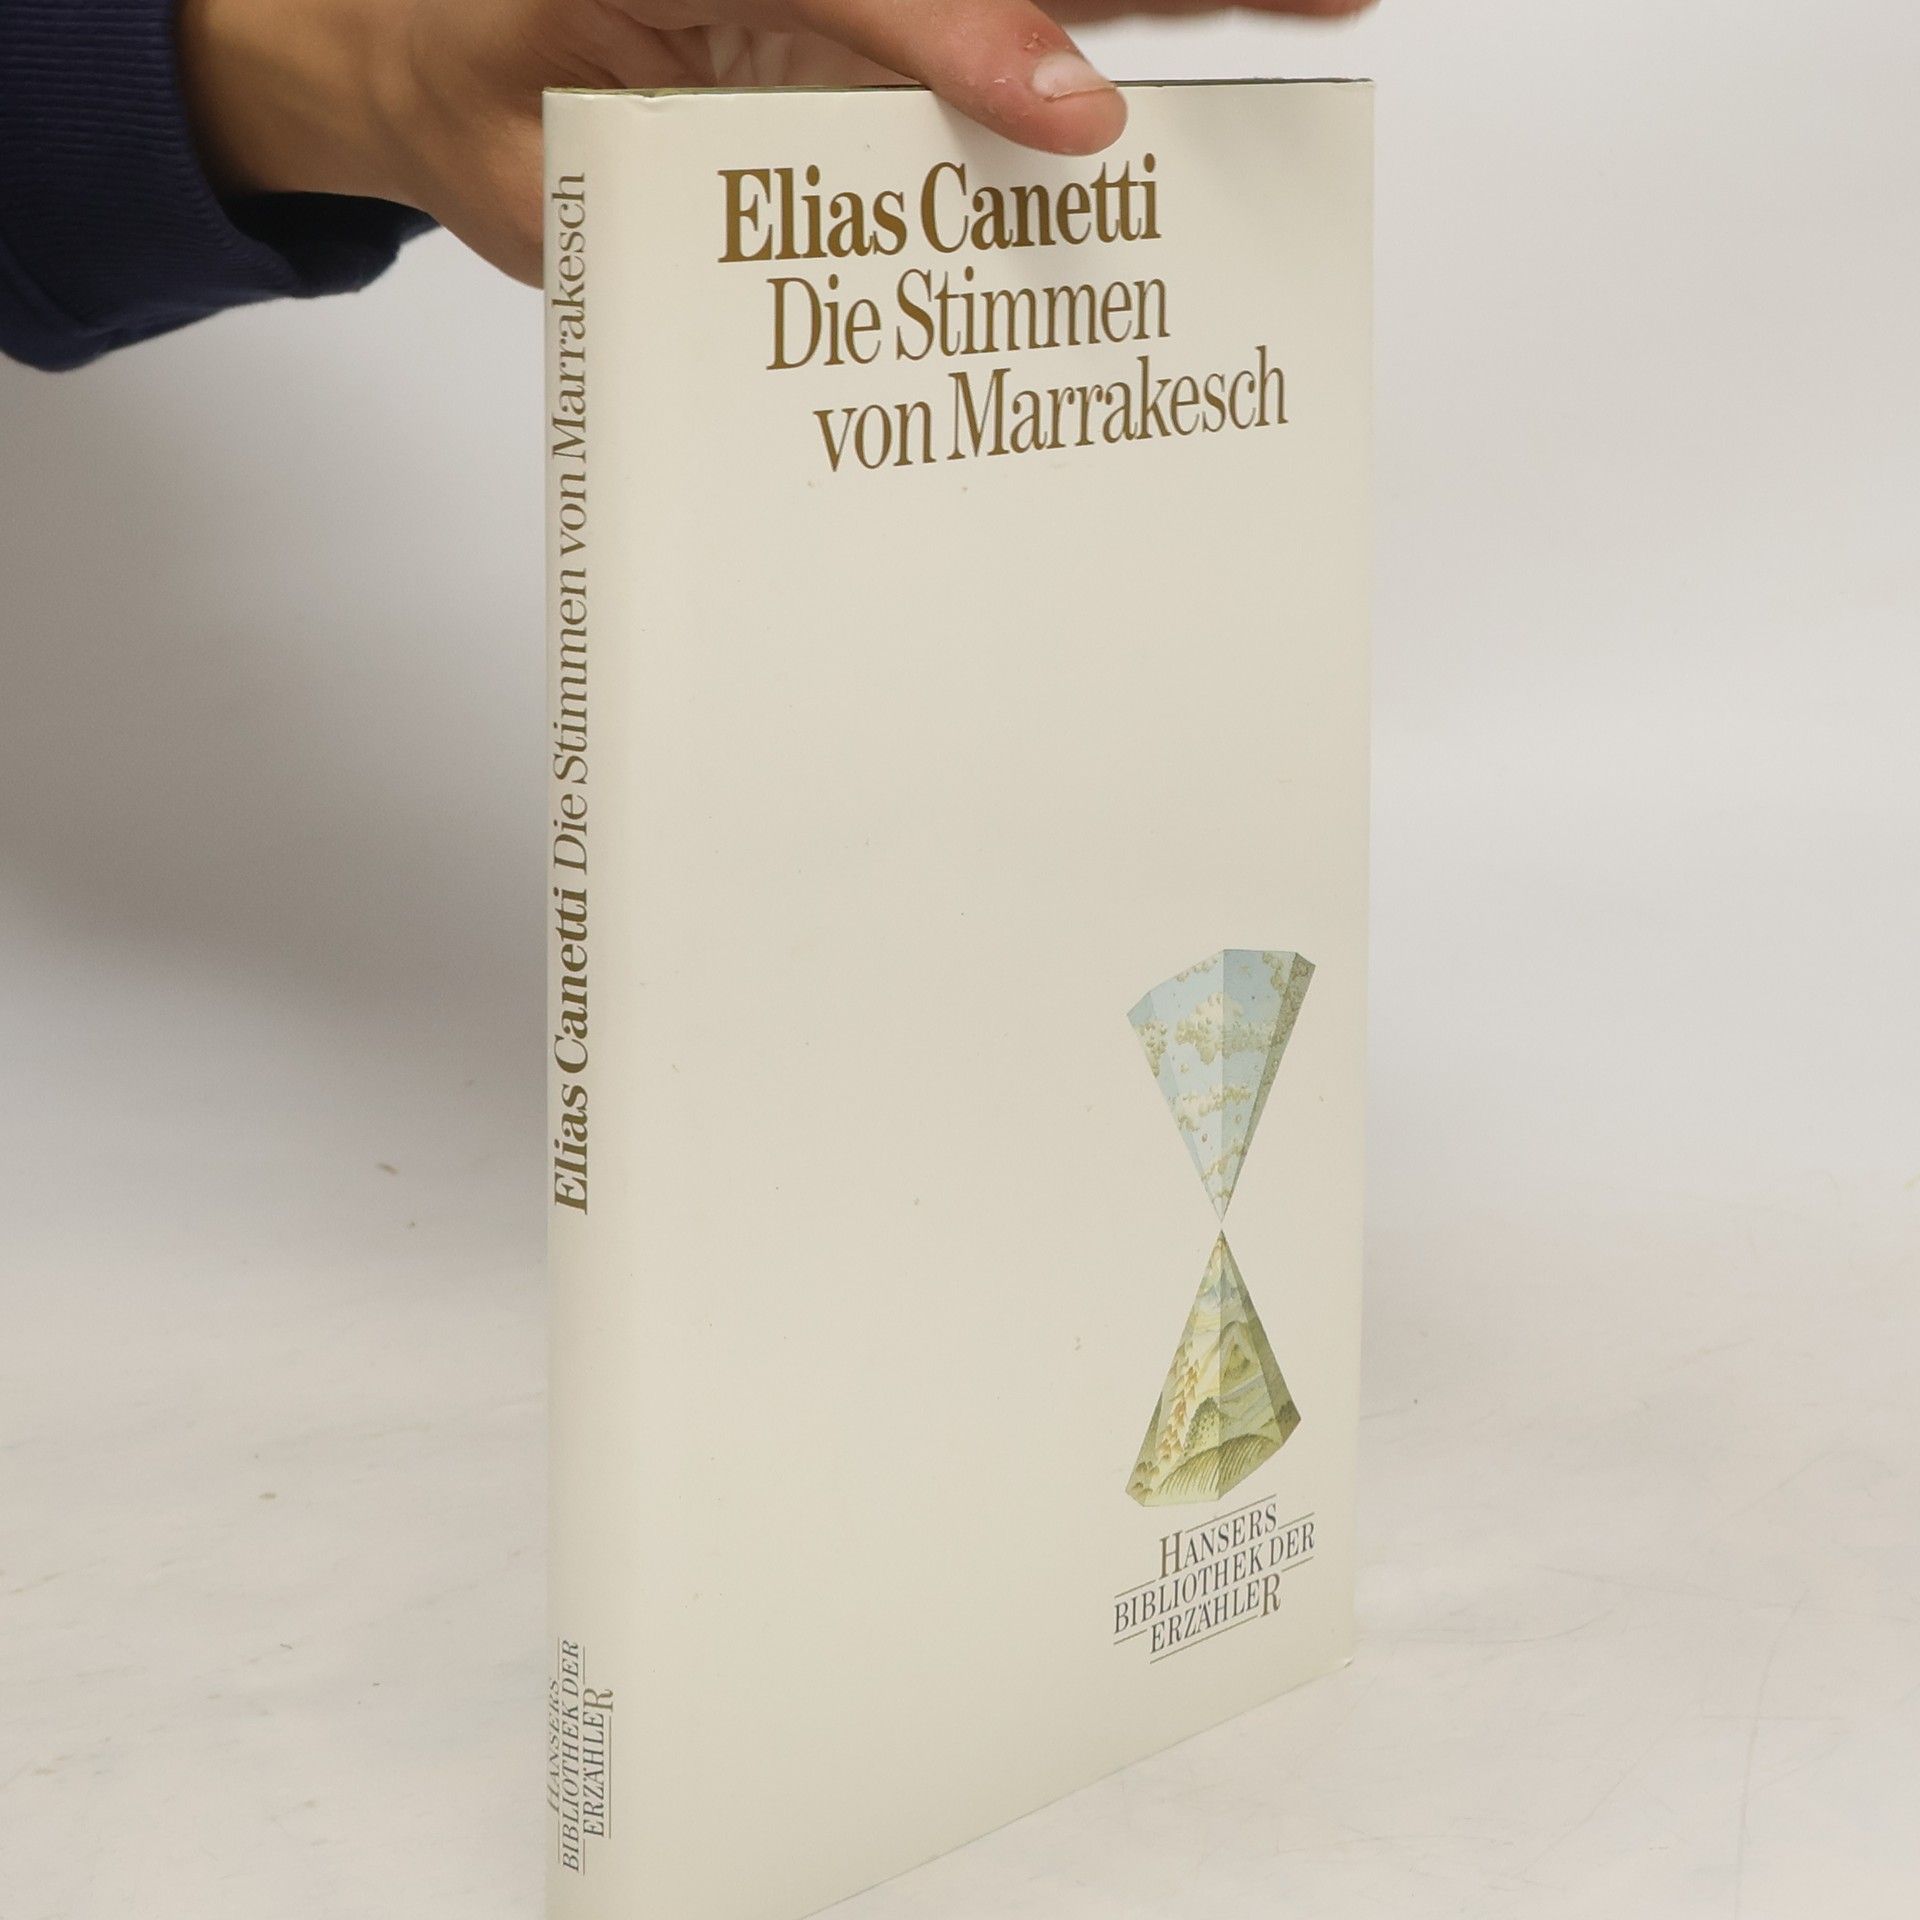 Elias Canetti
Die Stimmen
von Marrakesch
HANSERS
BIBLIOTHEK DER
ERZÄHLER
Elias Canetti Die Stimmen von Marrakesch
HANSERS
BIBLIOTHEK DER
ERZÄHLER